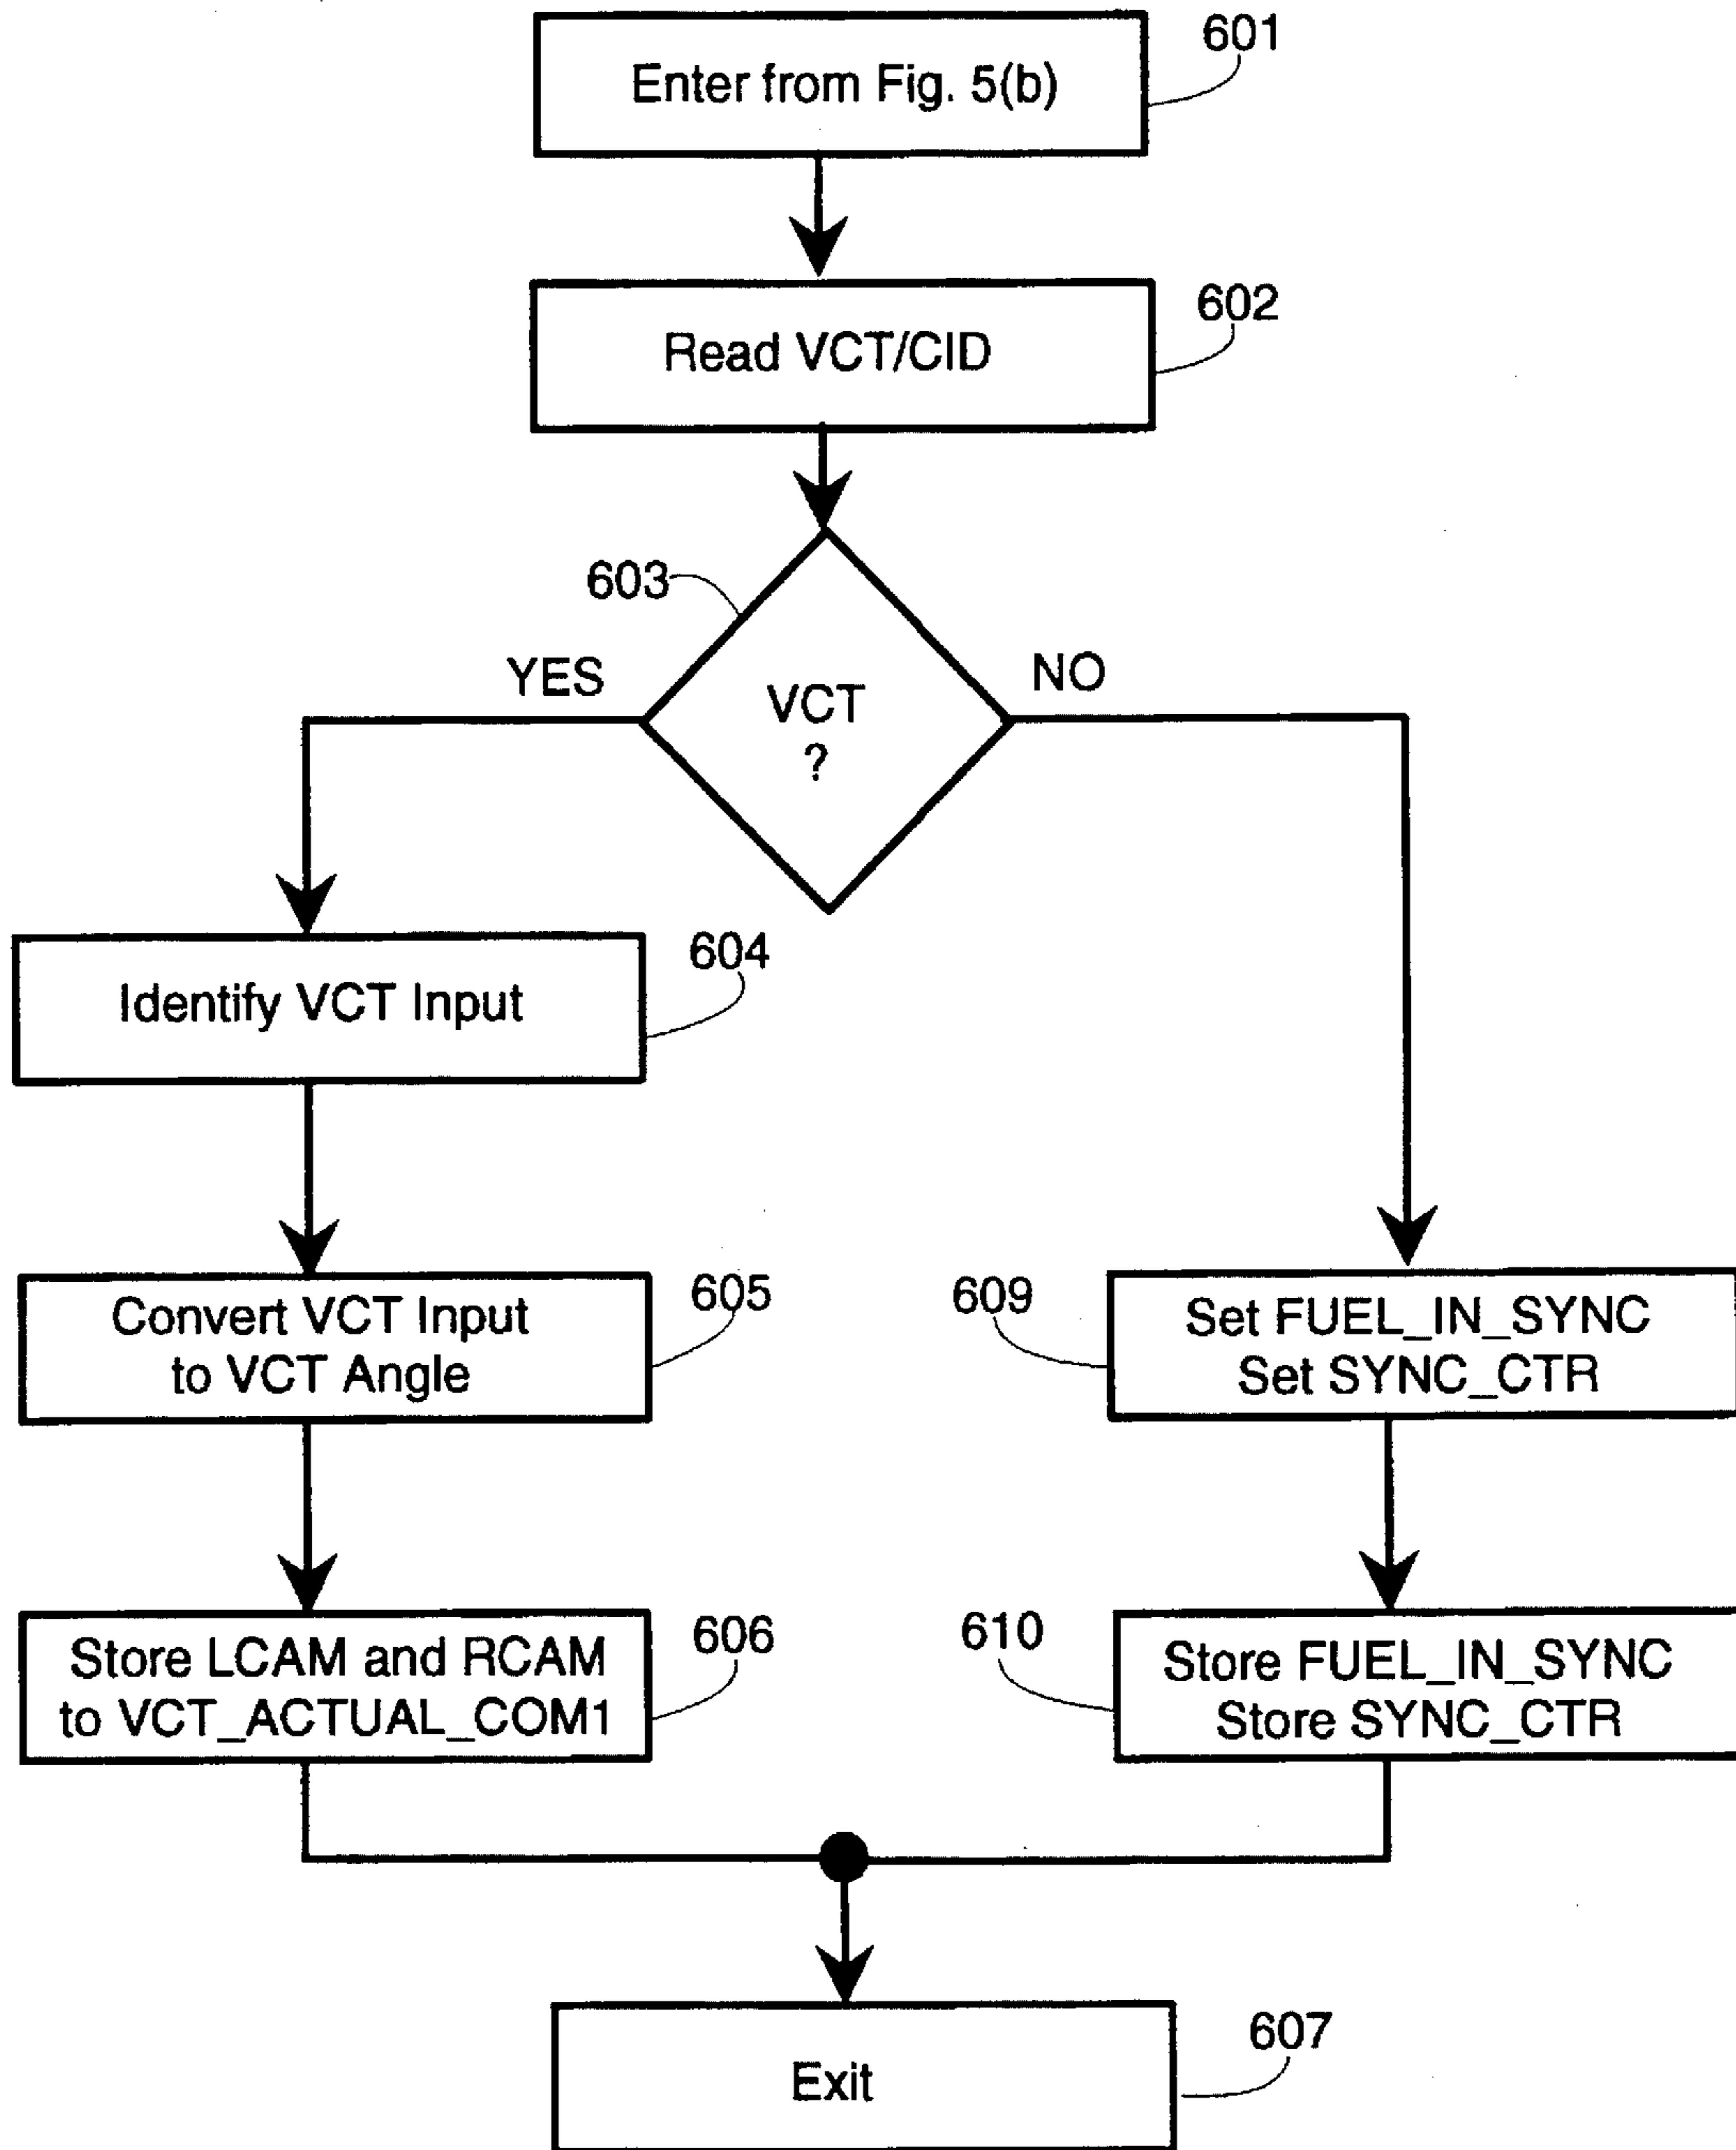 Enter from Fig. 5(b)
601
Read VCT/CID
602
603
YES
VCT
?
NO
Identify VCT Input
604
Convert VCT Input
to VCT Angle
605
609
Set FUEL_IN_SYNC
Set SYNC_CTR
Store LCAM and RCAM
to VCT_ACTUAL_COM1
606
610
Store FUEL_IN_SYNC
Store SYNC_CTR
Exit
607